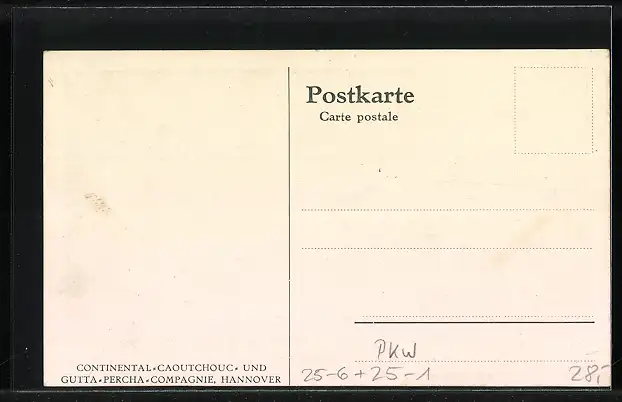 Postkarte
Carte postale
CONTINENTAL-CAOUTCHOUC- UND
GUTTA-PERCHA-COMPAGNIE, HANNOVER
PKW
25-6+25-1
28,-